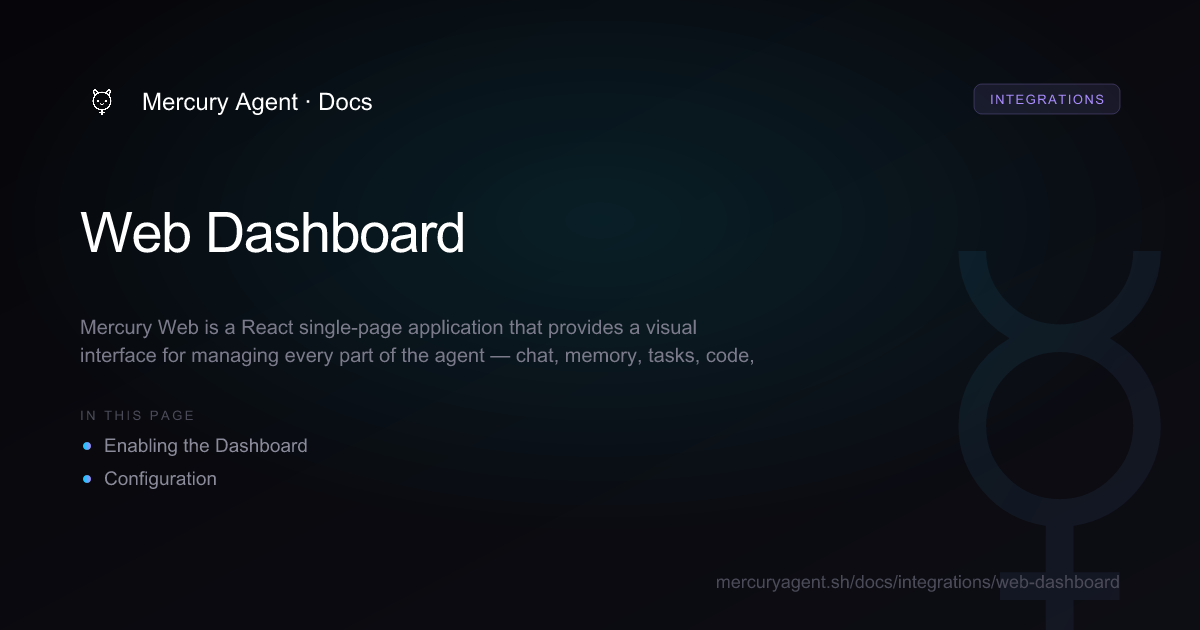 Mercury Agent · Docs
INTEGRATIONS
Web Dashboard
Mercury Web is a React single-page application that provides a visual
interface for managing every part of the agent — chat, memory, tasks, code,
IN THIS PAGE
Enabling the Dashboard
Configuration
mercuryagent.sh/docs/integrations/web-dashboard